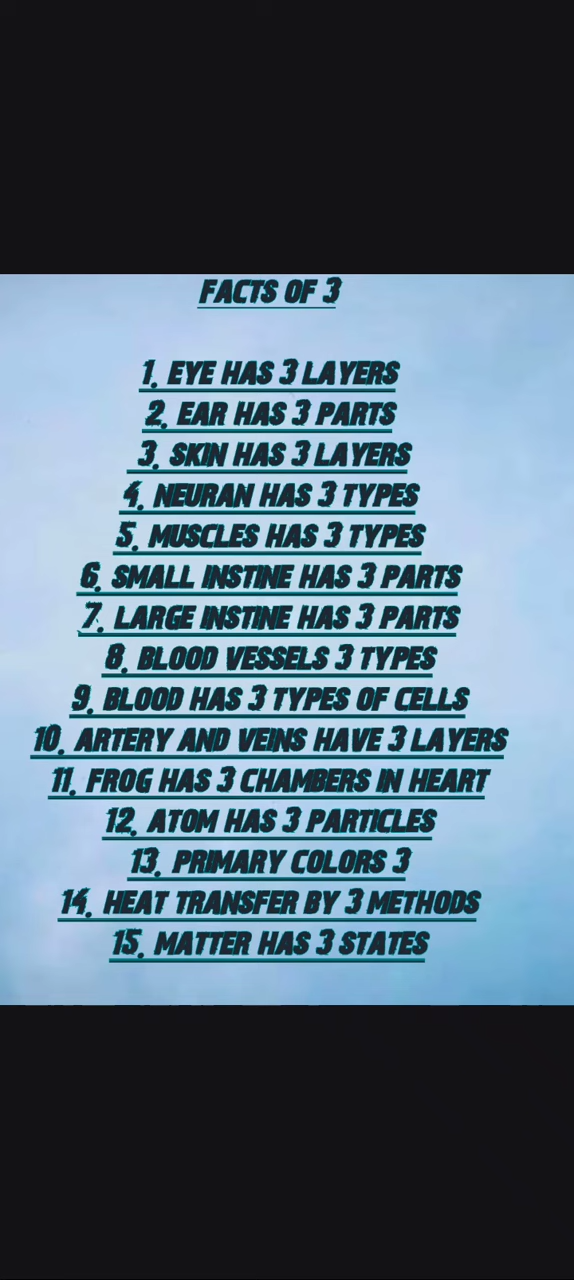 FACTS OF 3
1. EYE HAS 3 LAYERS
2. EAR HAS 3 PARTS
3. SKIN HAS 3 LAYERS
4. NEURAN HAS 3 TYPES
5. MUSCLES HAS 3 TYPES
6. SMALL INSTINE HAS 3 PARTS
7. LARGE INSTINE HAS 3 PARTS
8. BLOOD VESSELS 3 TYPES
9. BLOOD HAS 3 TYPES OF CELLS
10. ARTERY AND VEINS HAVE 3 LAYERS
11. FROG HAS 3 CHAMBERS IN HEART
12. ATOM HAS 3 PARTICLES
13. PRIMARY COLORS 3
14. HEAT TRANSFER BY 3 METHODS
15. MATTER HAS 3 STATES